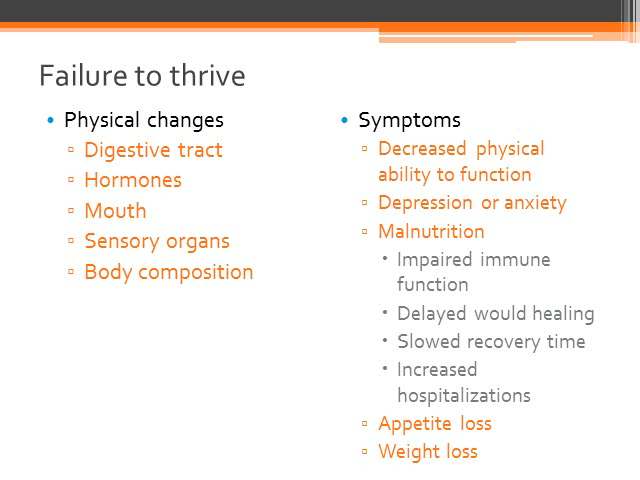 Failure to thrive
• Physical changes
▫ Digestive tract
▫ Hormones
▫ Mouth
▫ Sensory organs
▫ Body composition
• Symptoms
▫ Decreased physical
ability to function
▫ Depression or anxiety
▫ Malnutrition
• Impaired immune
function
• Delayed would healing
• Slowed recovery time
• Increased
hospitalizations
▫ Appetite loss
▫ Weight loss